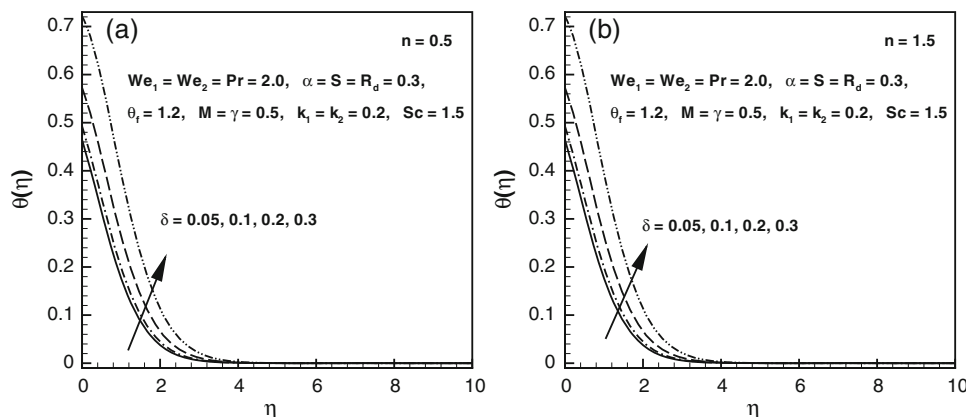 (a)
n = 0.5
We₁ = We₂ = Pr = 2.0, α = S = R_d = 0.3,
θ_f = 1.2, M = γ = 0.5, k₁ = k₂ = 0.2, Sc = 1.5
δ = 0.05, 0.1, 0.2, 0.3
θ(η)
0.7
0.6
0.5
0.4
0.3
0.2
0.1
0
0 2 4 6 8 10
η
(b)
n = 1.5
We₁ = We₂ = Pr = 2.0, α = S = R_d = 0.3,
θ_f = 1.2, M = γ = 0.5, k₁ = k₂ = 0.2, Sc = 1.5
δ = 0.05, 0.1, 0.2, 0.3
θ(η)
0.7
0.6
0.5
0.4
0.3
0.2
0.1
0
0 2 4 6 8 10
η